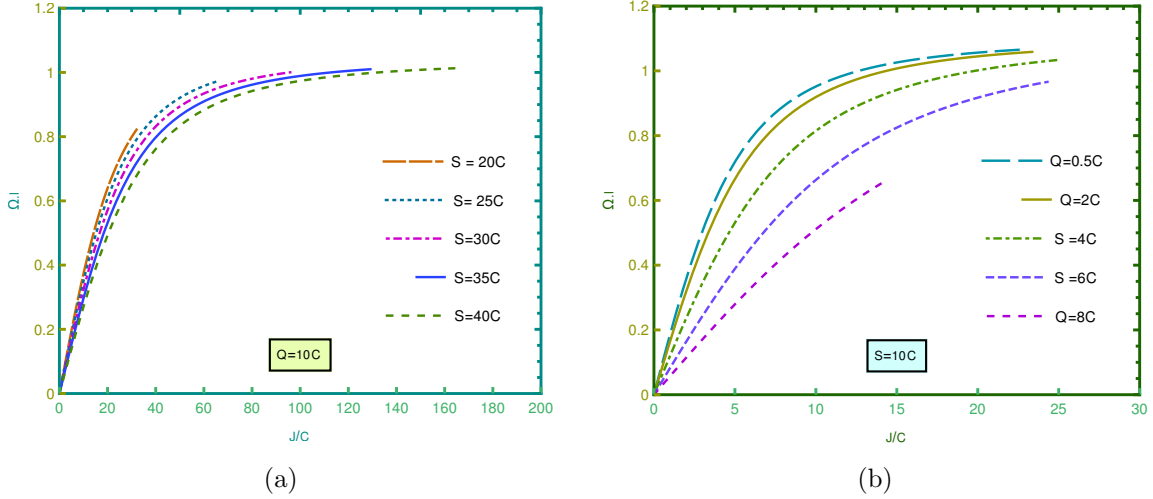 1.2
1
0.8
0.6
0.4
0.2
0
Ω.l
0 20 40 60 80 100 120 140 160 180 200
J/C
S = 20C
S= 25C
S=30C
S=35C
S=40C
Q=10C
(a)
1.2
1
0.8
0.6
0.4
0.2
0
Ω.l
0 5 10 15 20 25 30
J/C
Q=0.5C
Q=2C
S =4C
S =6C
Q=8C
S=10C
(b)